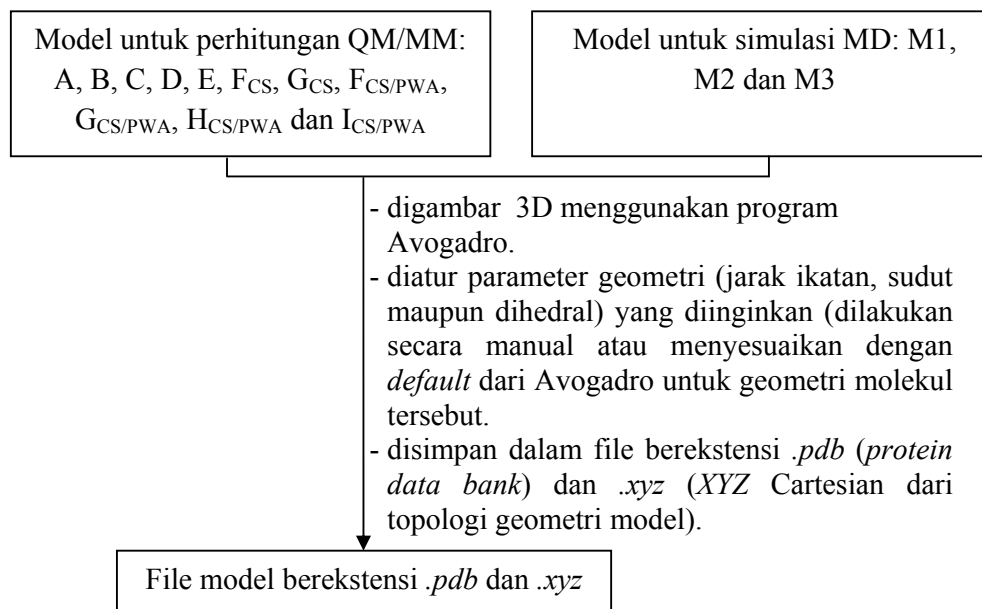 Model untuk perhitungan QM/MM:
A, B, C, D, E, F_CS, G_CS, F_CS/PWA,
G_CS/PWA, H_CS/PWA dan I_CS/PWA
Model untuk simulasi MD: M1,
M2 dan M3
- digambar 3D menggunakan program
Avogadro.
- diatur parameter geometri (jarak ikatan, sudut
maupun dihedral) yang diinginkan (dilakukan
secara manual atau menyesuaikan dengan
default dari Avogadro untuk geometri molekul
tersebut.
- disimpan dalam file berekstensi .pdb (protein
data bank) dan .xyz (XYZ Cartesian dari
topologi geometri model).
File model berekstensi .pdb dan .xyz